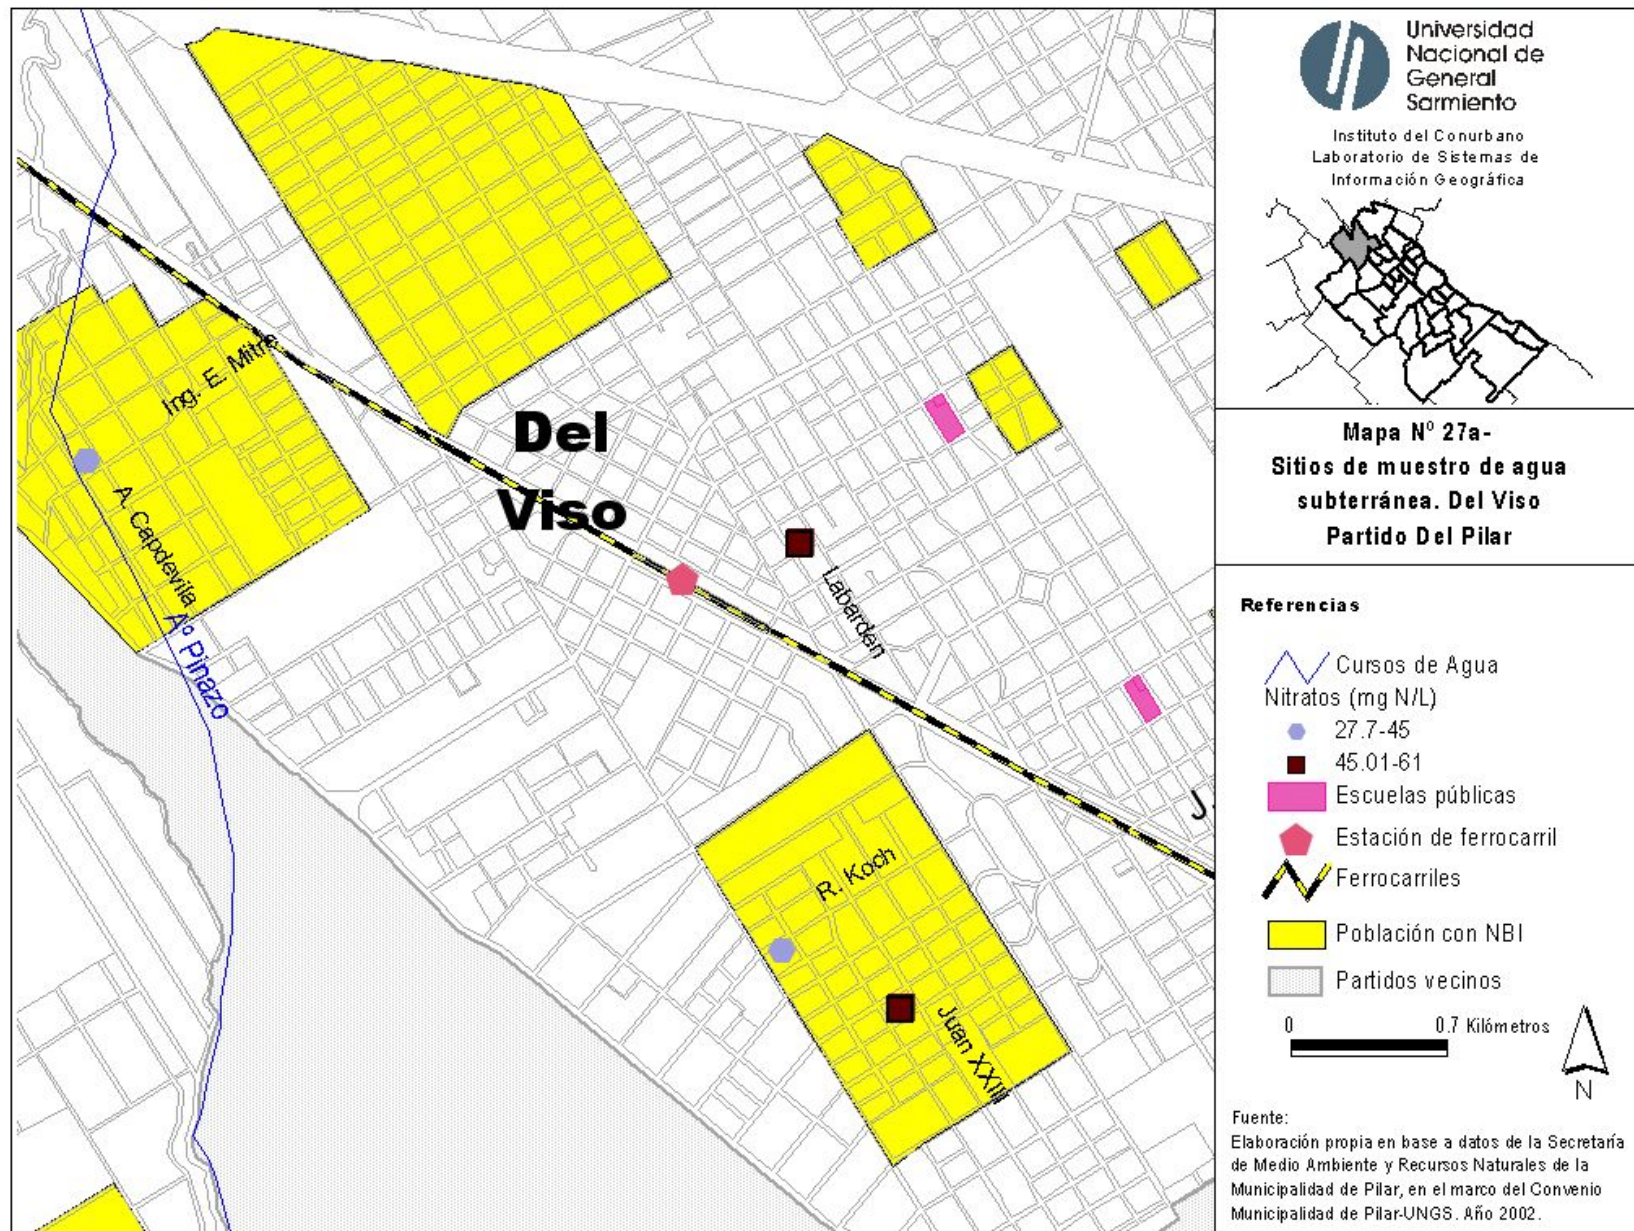 Universidad
Nacional de
General
Sarmiento
Instituto del Conurbano
Laboratorio de Sistemas de
Información Geográfica
Mapa Nº 27a-
Sitios de muestro de agua
subterránea. Del Viso
Partido Del Pilar
Referencias
Cursos de Agua
Nitratos (mg N/L)
27.7-45
45.01-61
Escuelas públicas
Estación de ferrocarril
Ferrocarriles
Población con NBI
Partidos vecinos
0 0.7 Kilómetros
N
Fuente:
Elaboración propia en base a datos de la Secretaría
de Medio Ambiente y Recursos Naturales de la
Municipalidad de Pilar, en el marco del Convenio
Municipalidad de Pilar-UNGS. Año 2002.
Ing. E. Mitre
Del
Viso
A. Capdevila
Aº Pinazo
Labarden
R. Koch
Juan XXIII